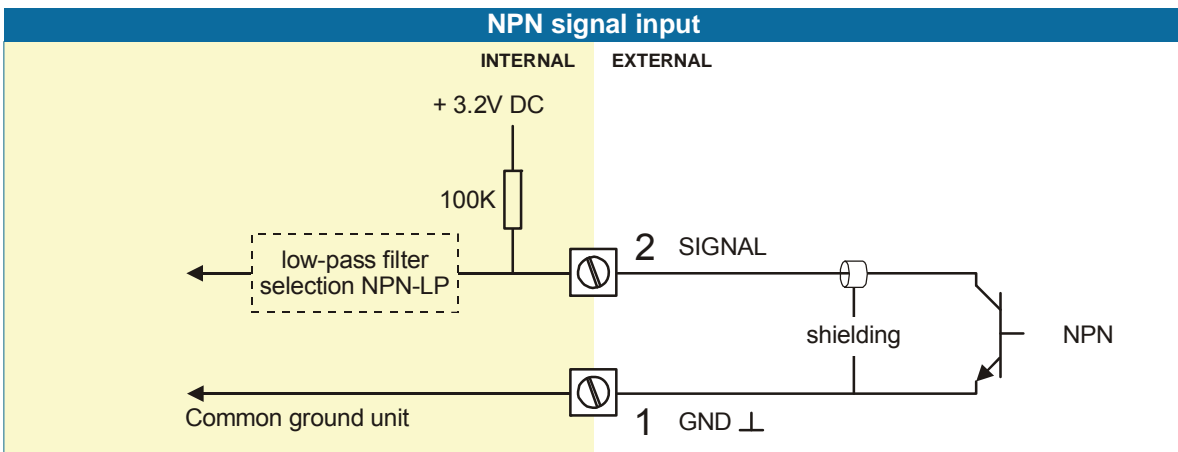 NPN signal input
INTERNAL
EXTERNAL
+ 3.2V DC
100K
low-pass filter
selection NPN-LP
2 SIGNAL
shielding
NPN
Common ground unit
1 GND ⊥